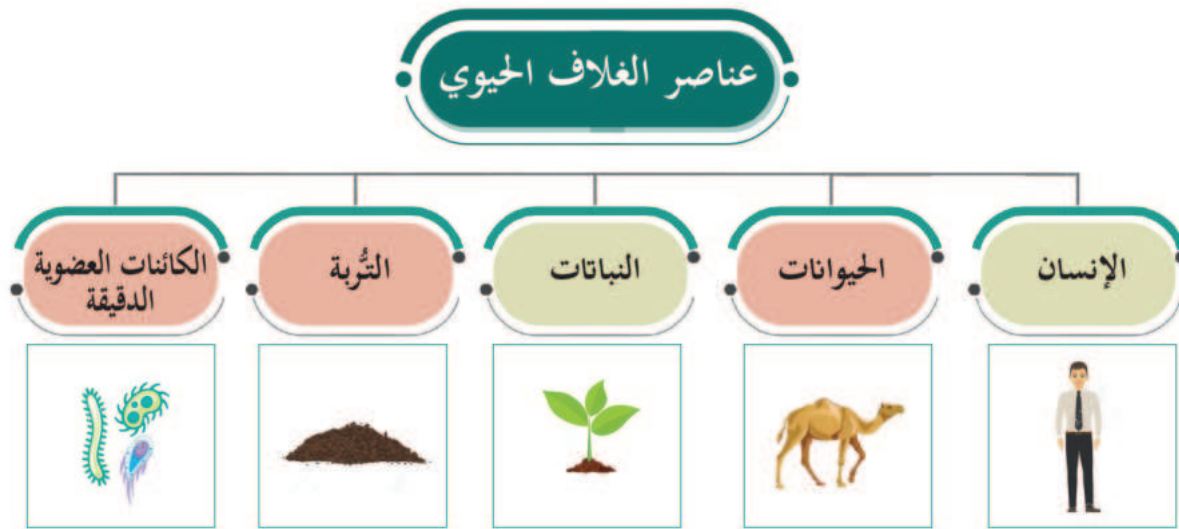 عناصر الغلاف الحيوي
الإنسان
الحيوانات
النباتات
التُّربة
الكائنات العضوية
الدقيقة